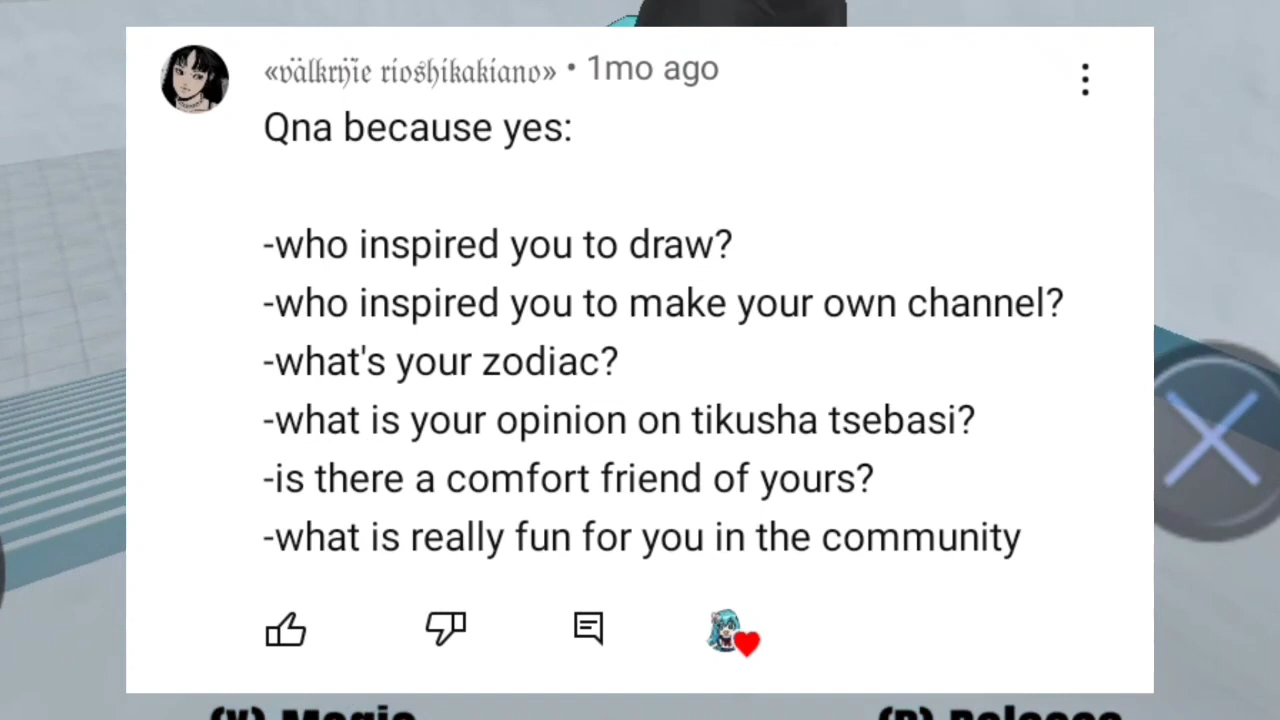 «välkrÿïe rioshikakiano» • 1mo ago
Qna because yes:
-who inspired you to draw?
-who inspired you to make your own channel?
-what's your zodiac?
-what is your opinion on tikusha tsebasi?
-is there a comfort friend of yours?
-what is really fun for you in the community